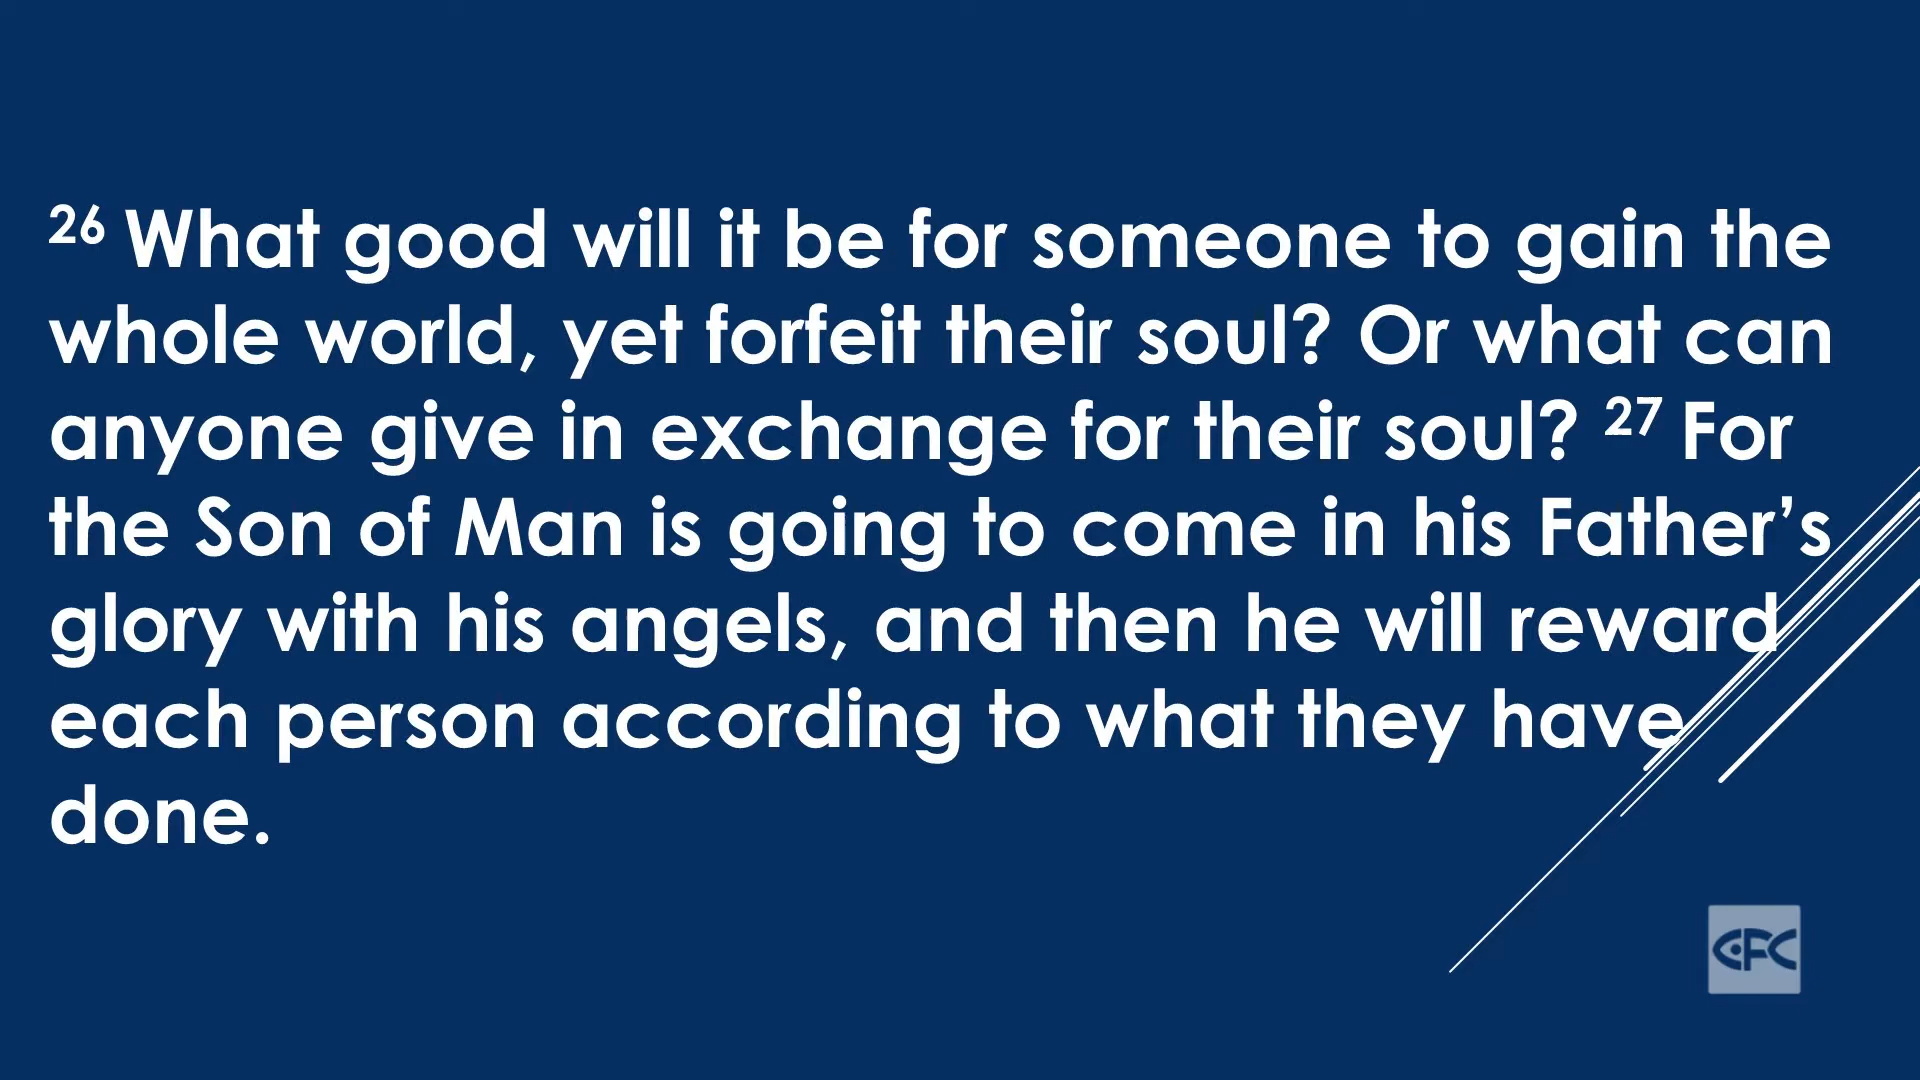 26 What good will it be for someone to gain the
whole world, yet forfeit their soul? Or what can
anyone give in exchange for their soul? 27 For
the Son of Man is going to come in his Father’s
glory with his angels, and then he will reward
each person according to what they have
done.
CFC